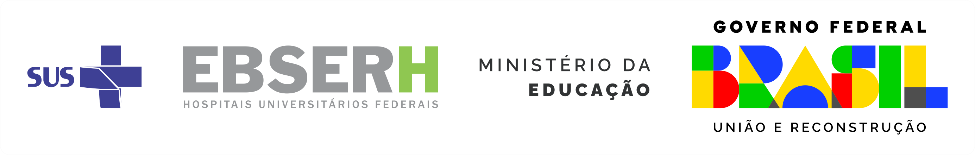 SUS
EBSERH
HOSPITAIS UNIVERSITÁRIOS FEDERAIS
MINISTÉRIO DA
EDUCAÇÃO
GOVERNO FEDERAL
BRASIL
UNIÃO E RECONSTRUÇÃO